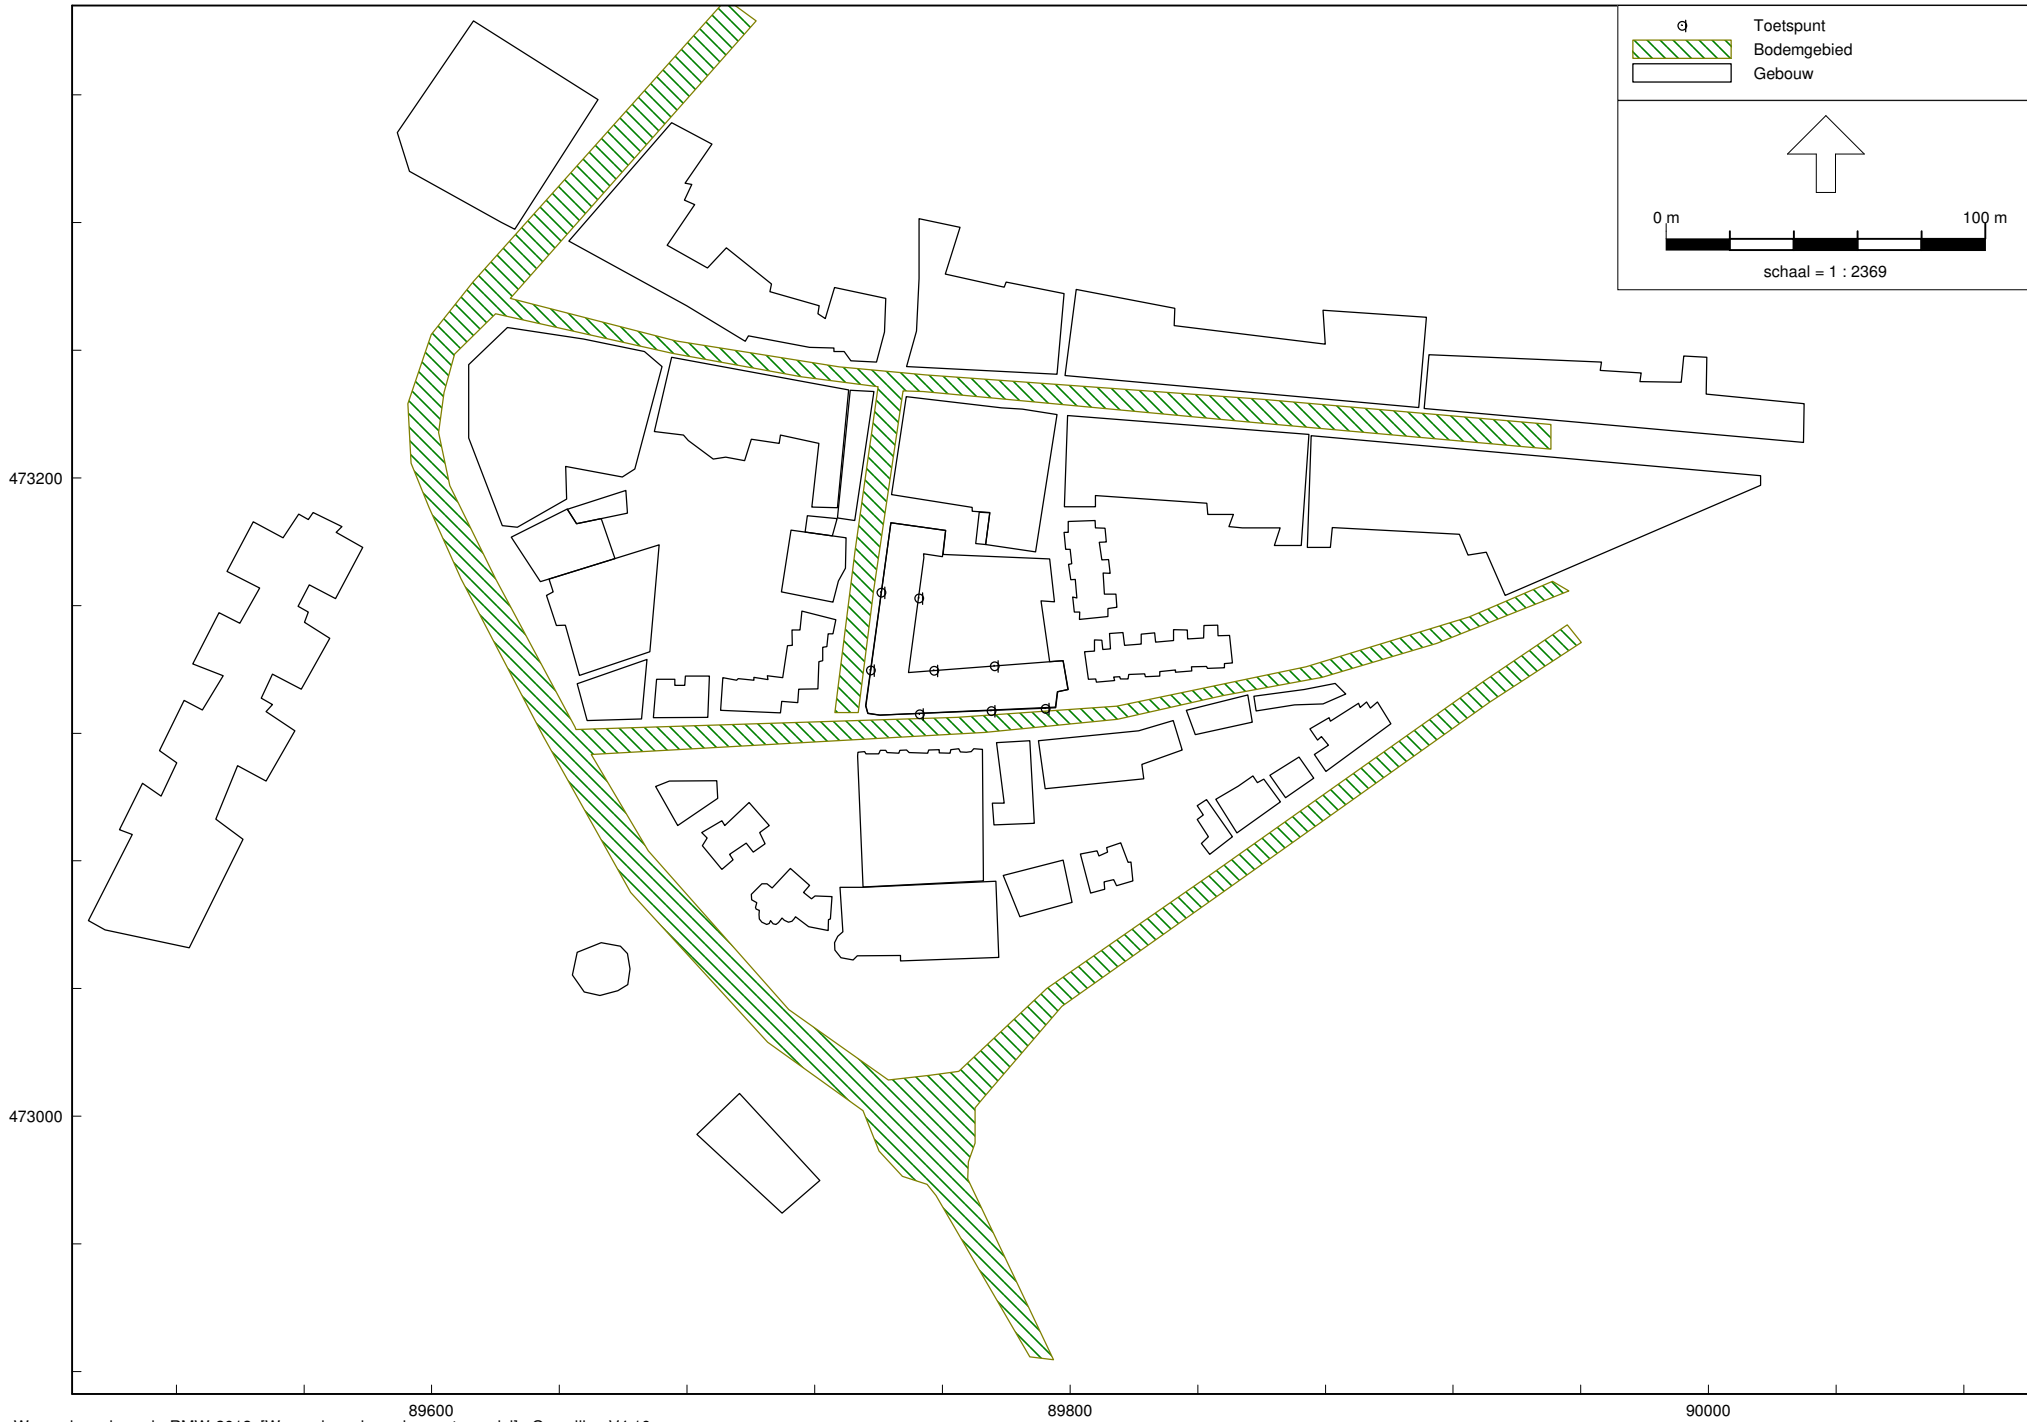 Toetspunt
Bodemgebied
Gebouw
0 m 100 m
schaal = 1 : 2369
473200
473000
89600 89800 90000